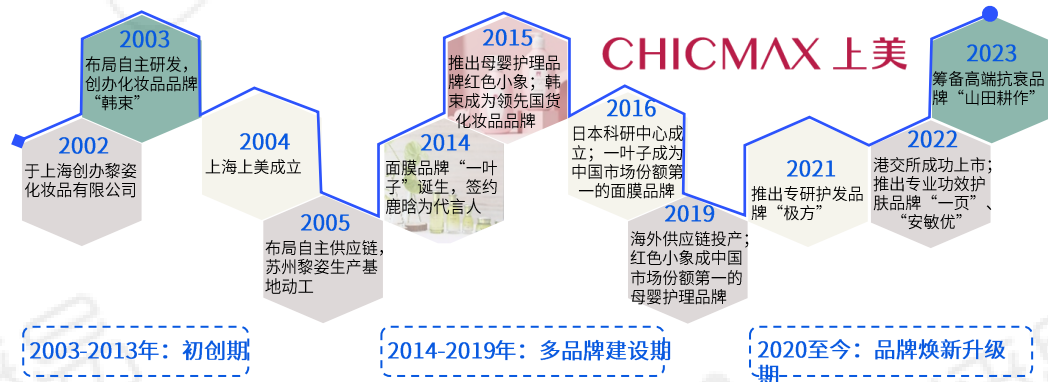 2003
布局自主研发，
创办化妆品品牌
“韩束”
2002
于上海创办黎姿
化妆品有限公司
2004
上海上美成立
2005
布局自主供应链，
苏州黎姿生产基
地动工
2015
推出母婴护理品
牌红色小象；韩
束成为领先国货
化妆品品牌
2014
面膜品牌“一叶
子”诞生，签约
鹿晗为代言人
CHICMAX 上美
2016
日本科研中心成
立；一叶子成为
中国市场份额第
一的面膜品牌
2019
海外供应链投产；
红色小象成中国
市场份额第一的
母婴护理品牌
2021
推出专研护发品
牌“极方”
2022
港交所成功上市；
推出专业功效护
肤品牌“一页”、
“安敏优”
2023
筹备高端抗衰品
牌“山田耕作”
2003-2013年：初创期
2014-2019年：多品牌建设期
2020至今：品牌焕新升级
期